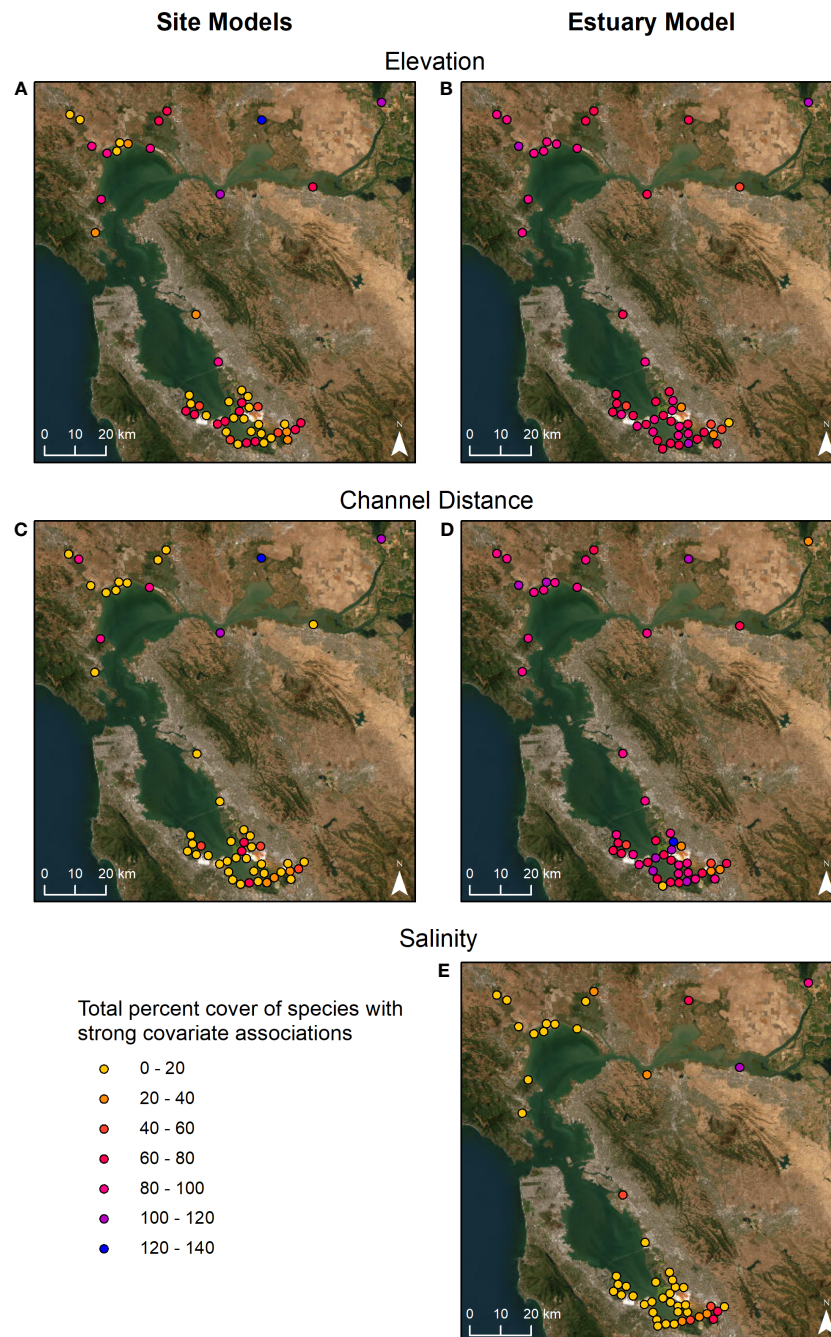 Site Models
Estuary Model
Elevation
A
B
N
N
0 10 20 km
0 10 20 km
Channel Distance
C
D
N
N
0 10 20 km
0 10 20 km
Salinity
E
Total percent cover of species with
strong covariate associations
0 - 20
20 - 40
40 - 60
60 - 80
80 - 100
100 - 120
120 - 140
N
0 10 20 km